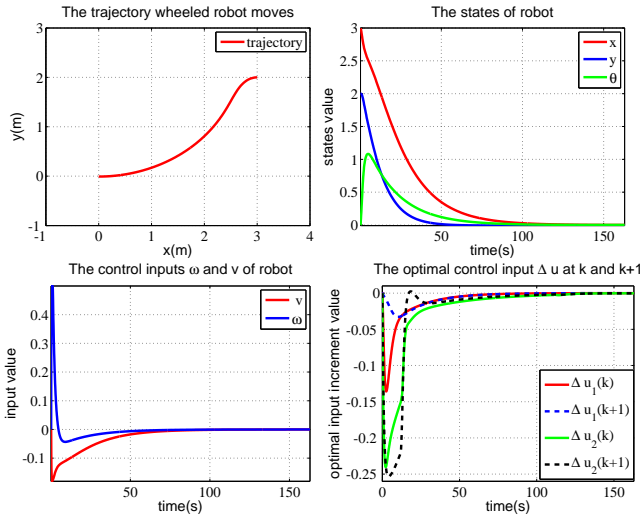 The trajectory wheeled robot moves
3
2
1
0
-1
-1
0
1
2
3
4
y(m)
x(m)
trajectory
The states of robot
3
2.5
2
1.5
1
0.5
0
50
100
150
states value
time(s)
x
y
θ
The control inputs ω and v of robot
0.4
0.3
0.2
0.1
0
-0.1
50
100
150
input value
time(s)
v
ω
The optimal control input Δ u at k and k+1
0
-0.05
-0.1
-0.15
-0.2
-0.25
0
50
100
150
optimal input increment value
time(s)
Δ u₁(k)
Δ u₁(k+1)
Δ u₂(k)
Δ u₂(k+1)